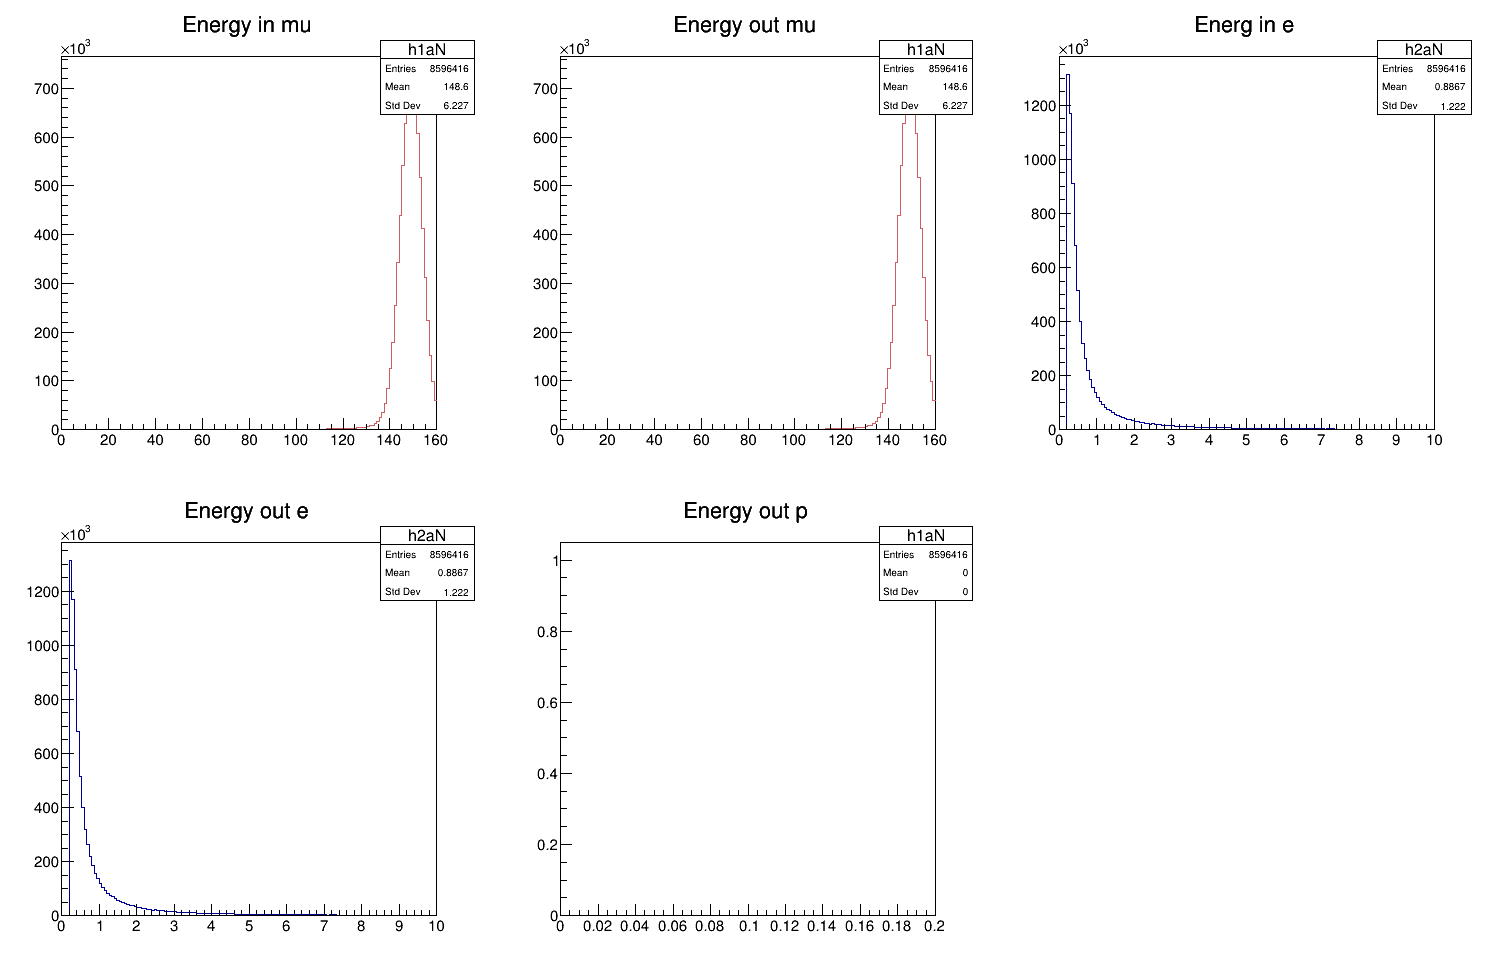 Energy in mu
×10³
h1aN
Entries 8596416
Mean 148.6
Std Dev 6.227
700
600
500
400
300
200
100
0
0 20 40 60 80 100 120 140 160
Energy out mu
×10³
h1aN
Entries 8596416
Mean 148.6
Std Dev 6.227
700
600
500
400
300
200
100
0
0 20 40 60 80 100 120 140 160
Energ in e
×10³
h2aN
Entries 8596416
Mean 0.8867
Std Dev 1.222
1200
1000
800
600
400
200
0
0 1 2 3 4 5 6 7 8 9 10
Energy out e
×10³
h2aN
Entries 8596416
Mean 0.8867
Std Dev 1.222
1200
1000
800
600
400
200
0
0 1 2 3 4 5 6 7 8 9 10
Energy out p
h1aN
Entries 8596416
Mean 0
Std Dev 0
1
0.8
0.6
0.4
0.2
0
0 0.02 0.04 0.06 0.08 0.1 0.12 0.14 0.16 0.18 0.2